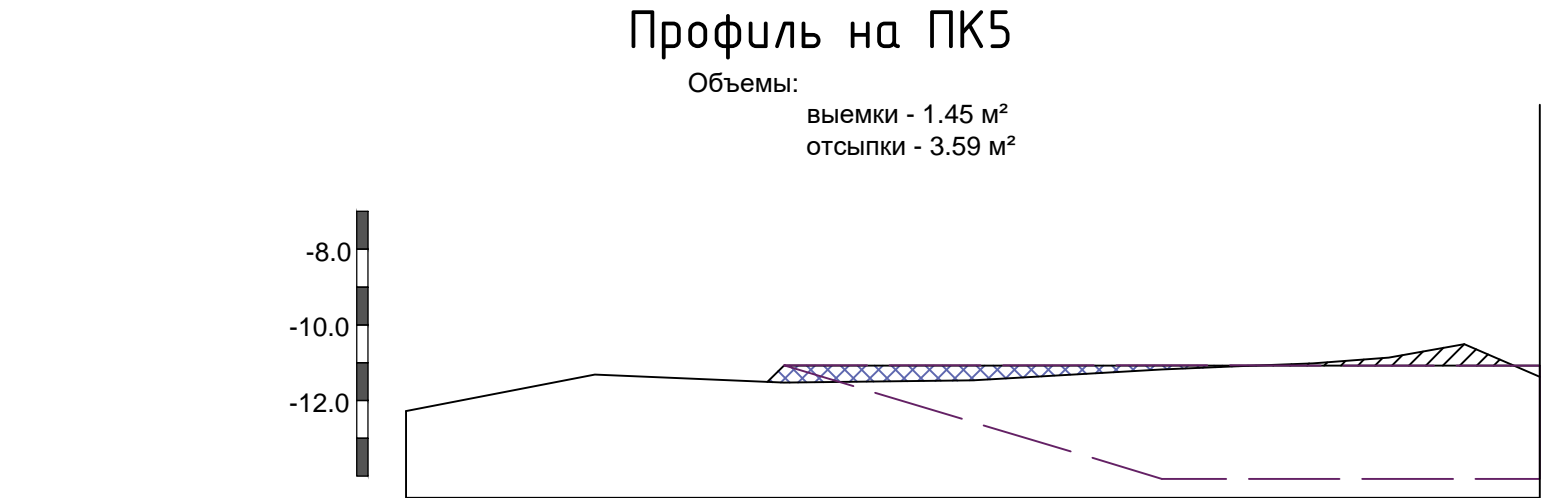 Профиль на ПК5
Объемы:
выемки - 1.45 м²
отсыпки - 3.59 м²
-8.0
-10.0
-12.0